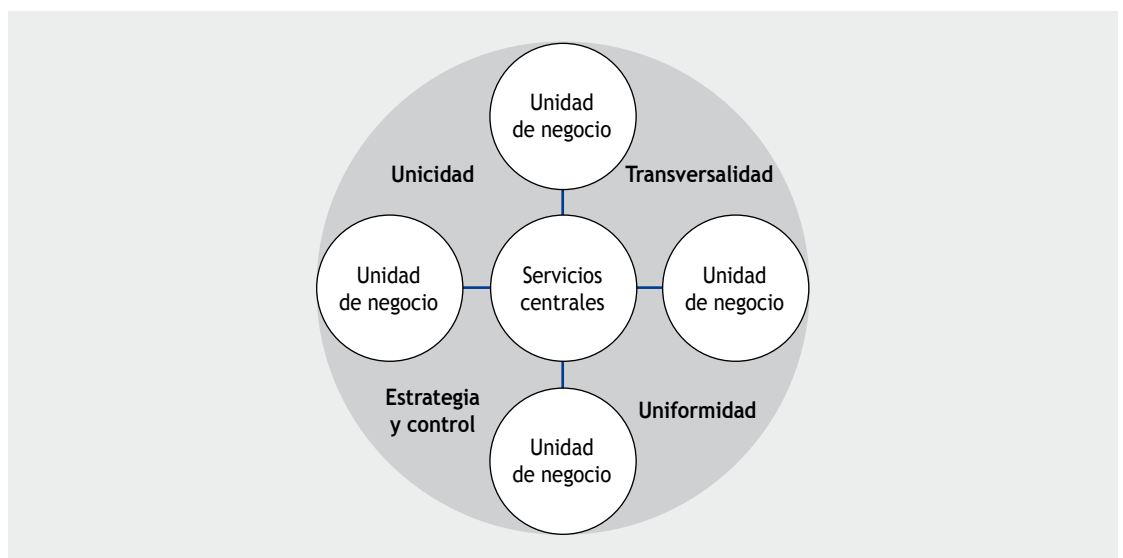 Unidad
de negocio
Unicidad
Transversalidad
Unidad
de negocio
Servicios
centrales
Unidad
de negocio
Estrategia
y control
Uniformidad
Unidad
de negocio